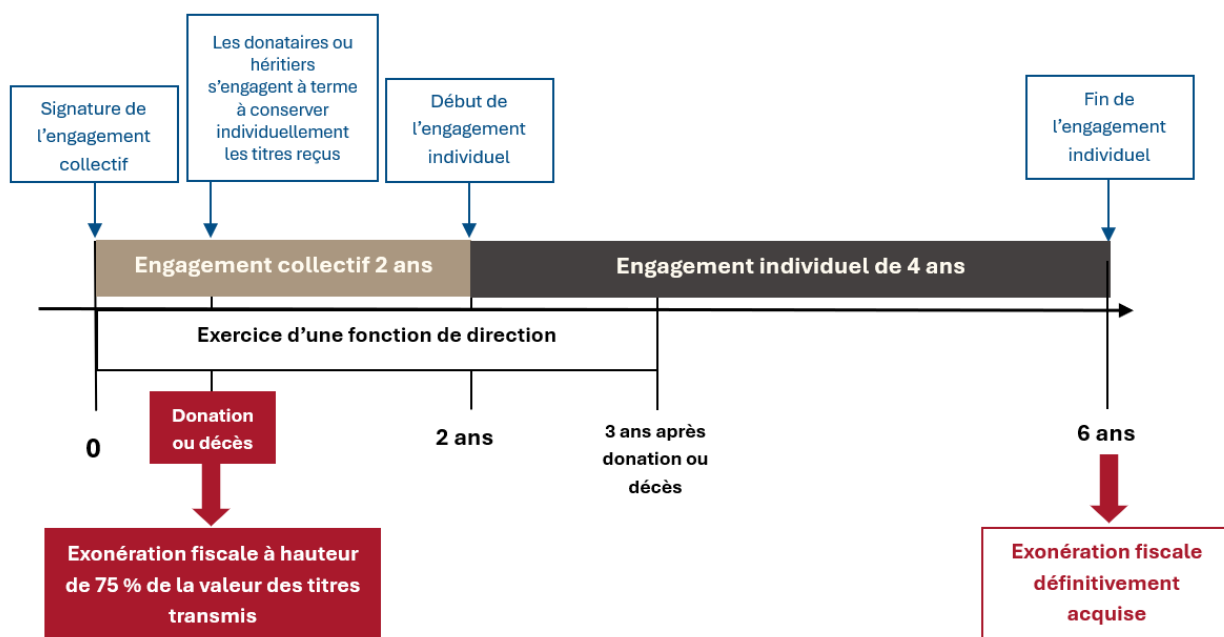 Signature de
l'engagement
collectif
Les donataires ou
héritiers
s'engagent à terme
à conserver
individuellement
les titres reçus
Début de
l'engagement
individuel
Fin de
l'engagement
individuel
Engagement collectif 2 ans
Engagement individuel de 4 ans
Exercice d'une fonction de direction
0
Donation
ou décès
2 ans
3 ans après
donation ou
décès
6 ans
Exonération fiscale à hauteur
de 75 % de la valeur des titres
transmis
Exonération fiscale
définitivement
acquise